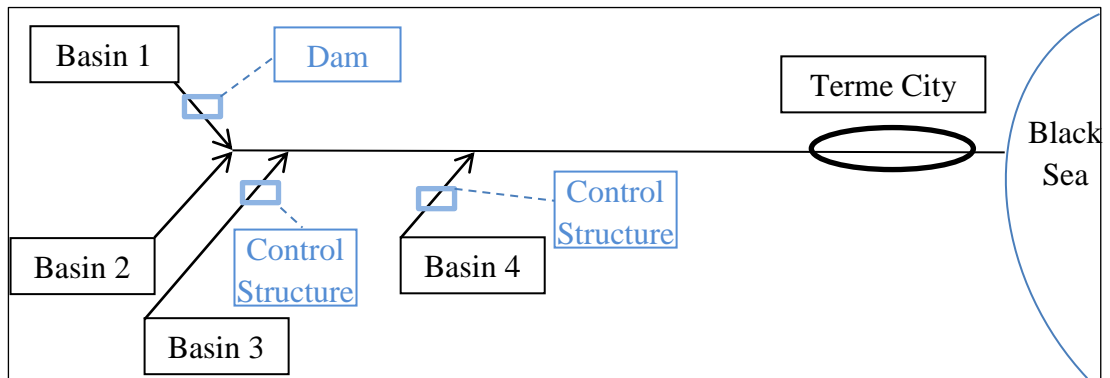 Basin 1
Dam
Terme City
Black
Sea
Control
Structure
Basin 2
Control
Structure
Basin 4
Basin 3